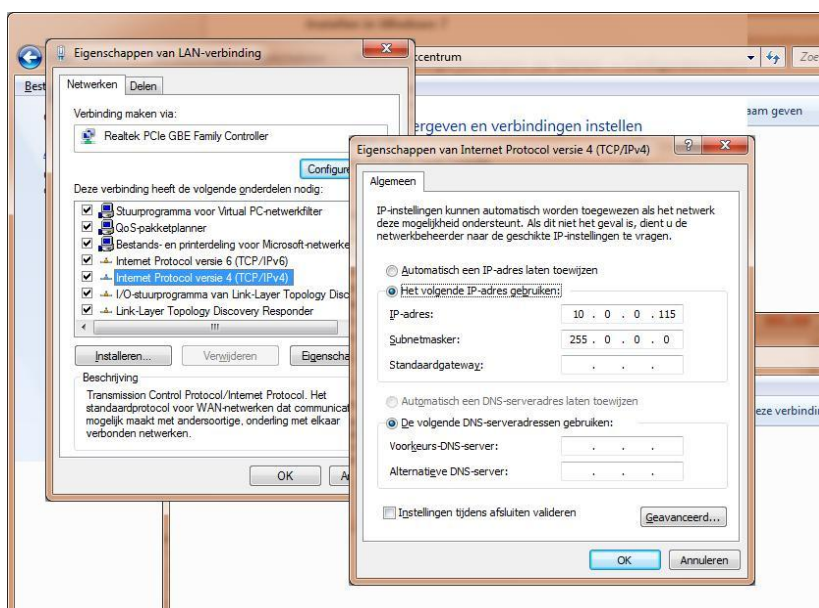 Installen in Windows 7
Eigenschappen van LAN-verbinding
ccentrum
Zoe
Best
Netwerken
Delen
aam geven
Verbinding maken via:
Realtek PCIe GBE Family Controller
ergeven en verbindingen instellen
Configure
Deze verbinding heeft de volgende onderdelen nodig:
Stuurprogramma voor Virtual PC-netwerkfilter
QoS-pakketplanner
Bestands- en printerdeling voor Microsoft-netwerke
Internet Protocol versie 6 (TCP/IPv6)
Internet Protocol versie 4 (TCP/IPv4)
I/O-stuurprogramma van Link-Layer Topology Disc
Link-Layer Topology Discovery Responder
Installeren...
Verwijderen
Eigenscha
Beschrijving
Transmission Control Protocol/Internet Protocol. Het
standaardprotocol voor WAN-netwerken dat communicat
mogelijk maakt met andersoortige, onderling met elkaar
verbonden netwerken.
OK
A
Eigenschappen van Internet Protocol versie 4 (TCP/IPv4)
Algemeen
IP-instellingen kunnen automatisch worden toegewezen als het netwerk
deze mogelijkheid ondersteunt. Als dit niet het geval is, dient u de
netwerkbeheerder naar de geschikte IP-instellingen te vragen.
Automatisch een IP-adres laten toewijzen
Het volgende IP-adres gebruiken:
IP-adres: 10 . 0 . 0 . 115
Subnetmasker: 255 . 0 . 0 . 0
Standaardgateway: . . .
Automatisch een DNS-serveradres laten toewijzen
De volgende DNS-serveradressen gebruiken:
Voorkeurs-DNS-server: . . .
Alternatieve DNS-server: . . .
Instellingen tijdens afsluiten valideren
Geavanceerd...
OK
Annuleren
eze verbindi